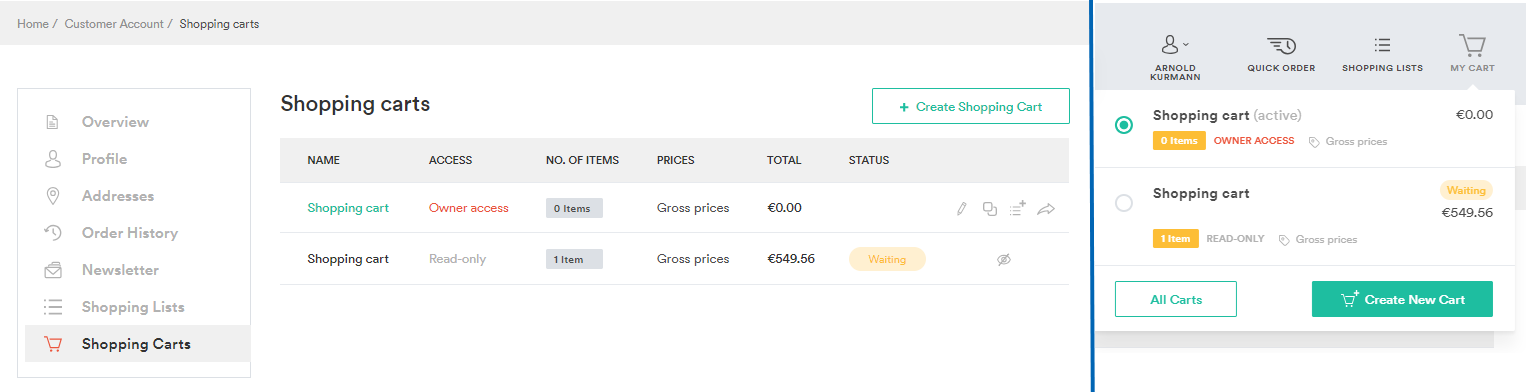 Home / Customer Account / Shopping carts
Overview
Profile
Addresses
Order History
Newsletter
Shopping Lists
Shopping Carts
Shopping carts
+ Create Shopping Cart
NAME ACCESS NO. OF ITEMS PRICES TOTAL STATUS
Shopping cart Owner access 0 Items Gross prices €0.00
Shopping cart Read-only 1 Item Gross prices €549.56 Waiting
ARNOLD
KURMANN
QUICK ORDER
SHOPPING LISTS
MY CART
Shopping cart (active) €0.00
0 Items OWNER ACCESS Gross prices
Shopping cart Waiting
€549.56
1 Item READ-ONLY Gross prices
All Carts Create New Cart